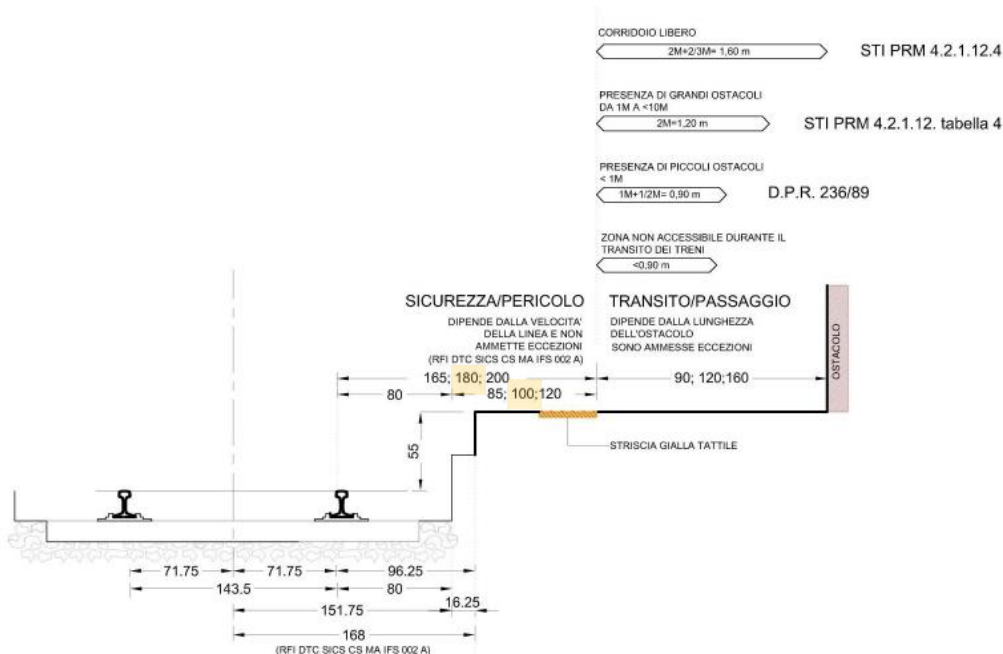 CORRIDOIO LIBERO
2M+2/3M= 1,60 m
STI PRM 4.2.1.12.4
PRESENZA DI GRANDI OSTACOLI
DA 1M A <10M
2M=1,20 m
STI PRM 4.2.1.12. tabella 4
PRESENZA DI PICCOLI OSTACOLI
< 1M
1M+1/2M= 0,90 m
D.P.R. 236/89
ZONA NON ACCESSIBILE DURANTE IL
TRANSITO DEI TRENI
<0,90 m
SICUREZZA/PERICOLO
DIPENDE DALLA VELOCITA'
DELLA LINEA E NON
AMMETTE ECCEZIONI
(RFI DTC SICS CS MA IFS 002 A)
TRANSITO/PASSAGGIO
DIPENDE DALLA LUNGHEZZA
DELL'OSTACOLO
SONO AMMESSE ECCEZIONI
OSTACOLO
165; 180; 200
90; 120;160
80
85; 100;120
55
STRISCIA GIALLA TATTILE
71.75
71.75
96.25
143.5
80
151.75
16.25
168
(RFI DTC SICS CS MA IFS 002 A)